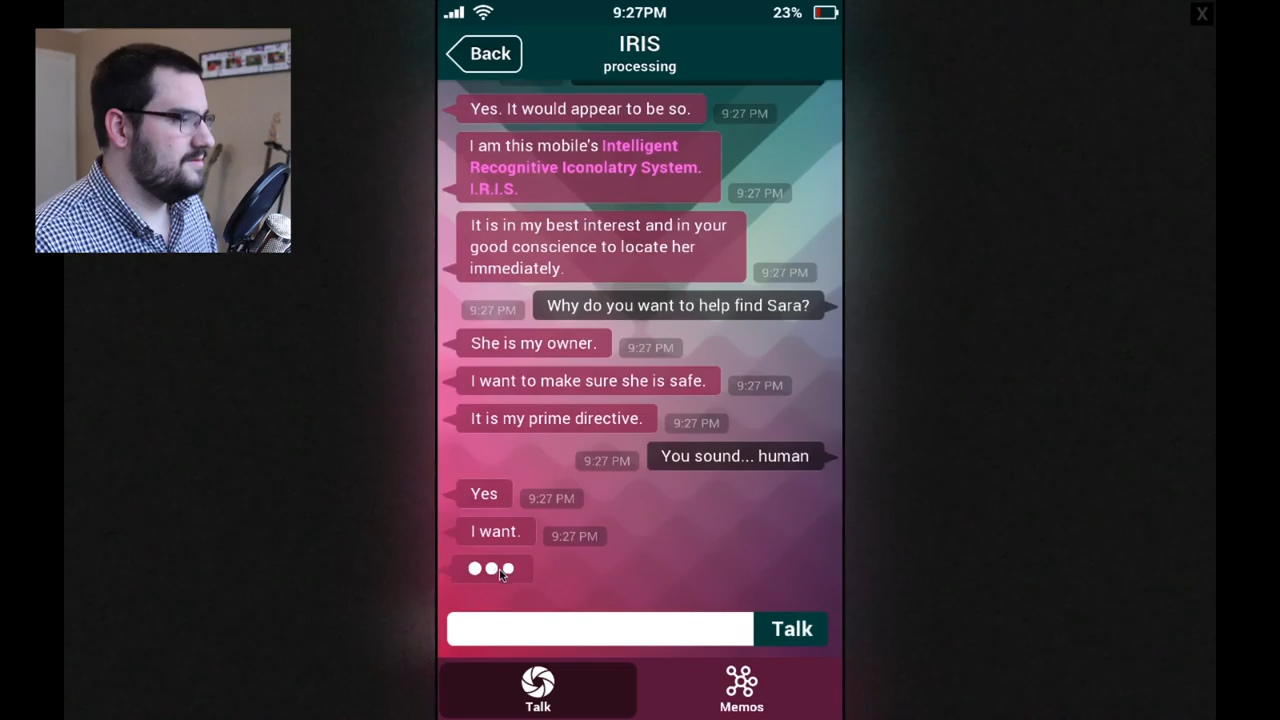 9:27PM
23%
X
Back
IRIS
processing
Yes. It would appear to be so.
9:27 PM
I am this mobile's Intelligent
Recognitive Iconolatry System.
I.R.I.S.
9:27 PM
It is in my best interest and in your
good conscience to locate her
immediately.
9:27 PM
9:27 PM
Why do you want to help find Sara?
She is my owner.
9:27 PM
I want to make sure she is safe.
9:27 PM
It is my prime directive.
9:27 PM
9:27 PM
You sound... human
Yes
9:27 PM
I want.
9:27 PM
Talk
Talk
Memos